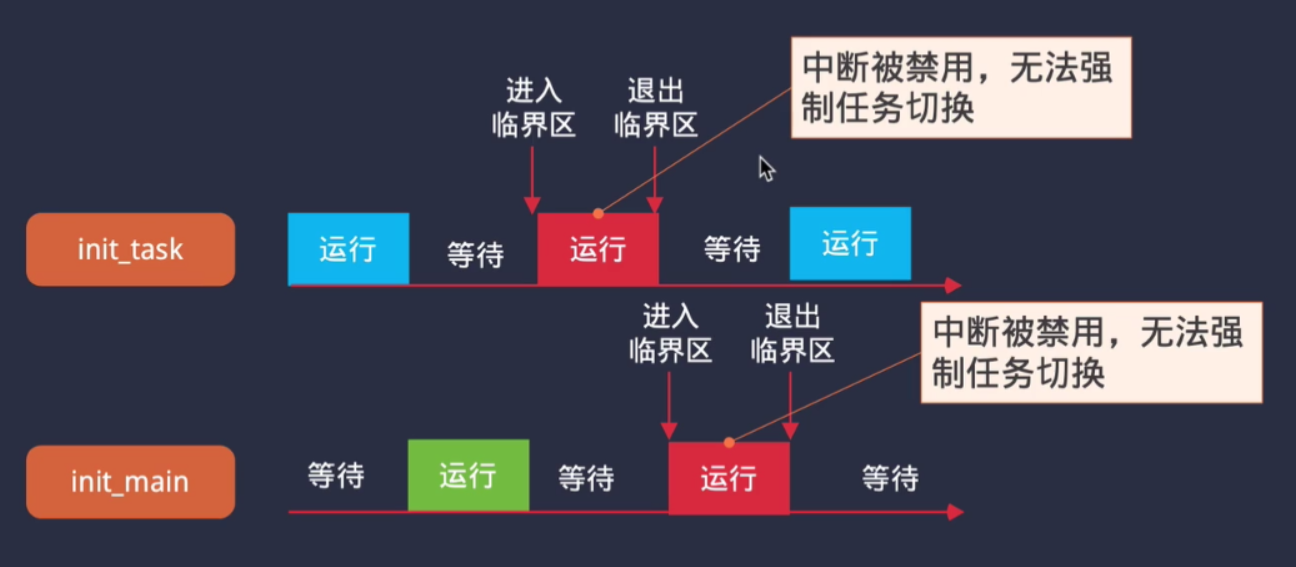 中断被禁用，无法强
制任务切换
进入
临界区
退出
临界区
init_task
运行
等待
运行
等待
运行
进入
临界区
退出
临界区
中断被禁用，无法强
制任务切换
init_main
等待
运行
等待
运行
等待